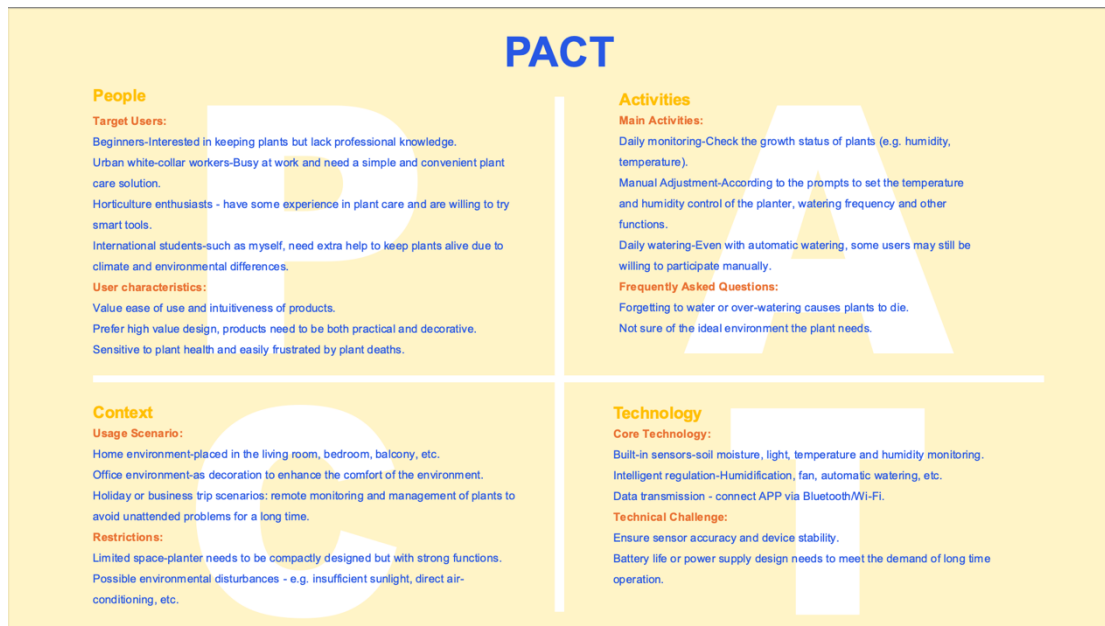 PACT
People
Target Users:
Beginners-Interested in keeping plants but lack professional knowledge.
Urban white-collar workers-Busy at work and need a simple and convenient plant
care solution.
Horticulture enthusiasts - have some experience in plant care and are willing to try
smart tools.
International students-such as myself, need extra help to keep plants alive due to
climate and environmental differences.
User characteristics:
Value ease of use and intuitiveness of products.
Prefer high value design, products need to be both practical and decorative.
Sensitive to plant health and easily frustrated by plant deaths.
P
Activities
Main Activities:
Daily monitoring-Check the growth status of plants (e.g. humidity,
temperature).
Manual Adjustment-According to the prompts to set the temperature
and humidity control of the planter, watering frequency and other
functions.
Daily watering-Even with automatic watering, some users may still be
willing to participate manually.
Frequently Asked Questions:
Forgetting to water or over-watering causes plants to die.
Not sure of the ideal environment the plant needs.
A
Context
Usage Scenario:
Home environment-placed in the living room, bedroom, balcony, etc.
Office environment-as decoration to enhance the comfort of the environment.
Holiday or business trip scenarios: remote monitoring and management of plants to
avoid unattended problems for a long time.
Restrictions:
Limited space-planter needs to be compactly designed but with strong functions.
Possible environmental disturbances - e.g. insufficient sunlight, direct air-
conditioning, etc.
C
Technology
Core Technology:
Built-in sensors-soil moisture, light, temperature and humidity monitoring.
Intelligent regulation-Humidification, fan, automatic watering, etc.
Data transmission - connect APP via Bluetooth/Wi-Fi.
Technical Challenge:
Ensure sensor accuracy and device stability.
Battery life or power supply design needs to meet the demand of long time
operation.
T